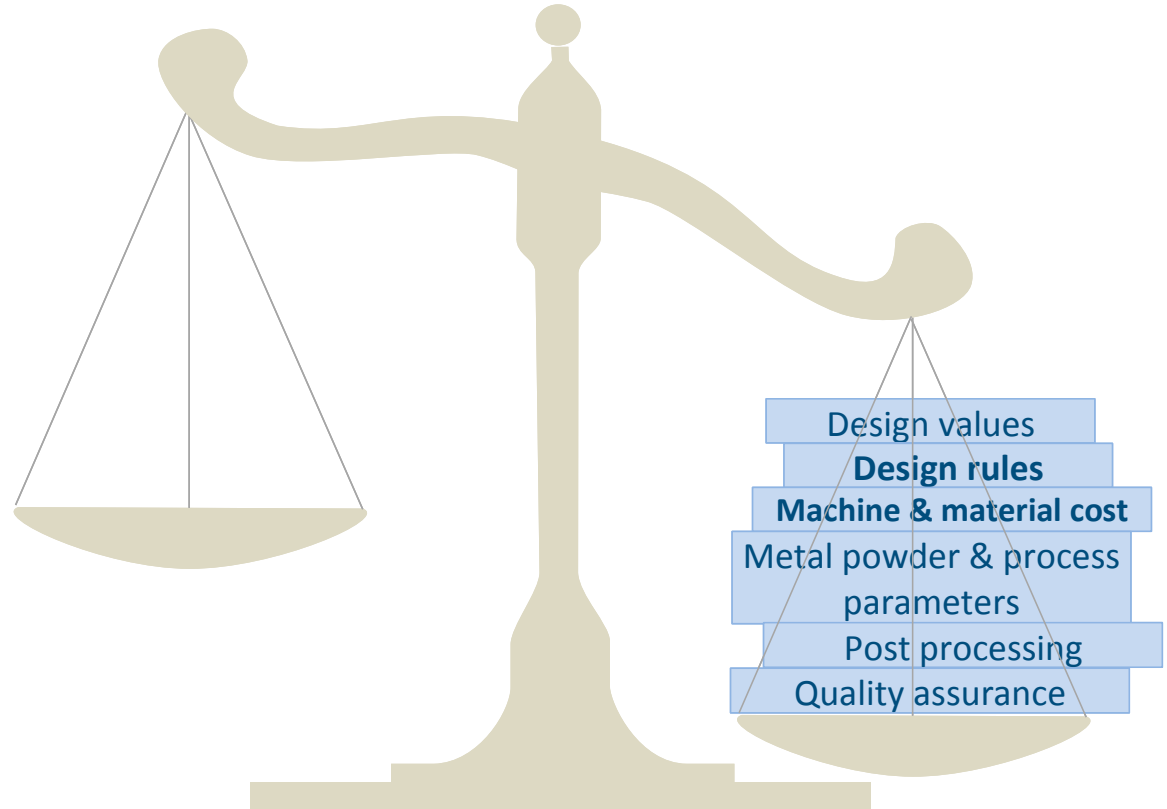 Design values
Design rules
Machine & material cost
Metal powder & process
parameters
Post processing
Quality assurance